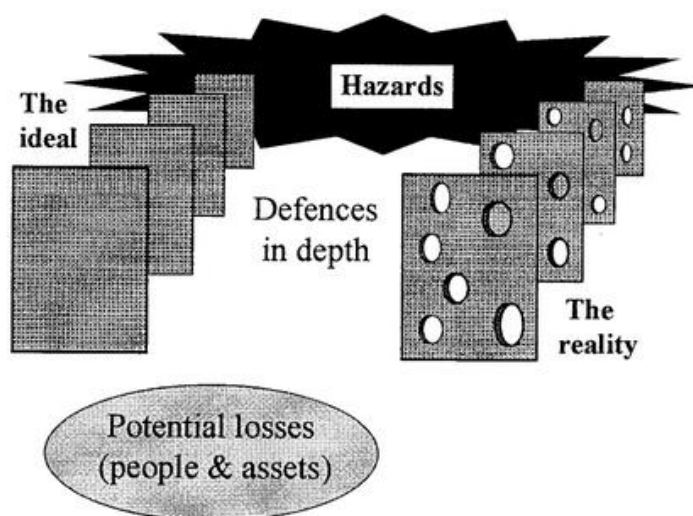 Hazards
The
ideal
Defences
in depth
The
reality
Potential losses
(people & assets)